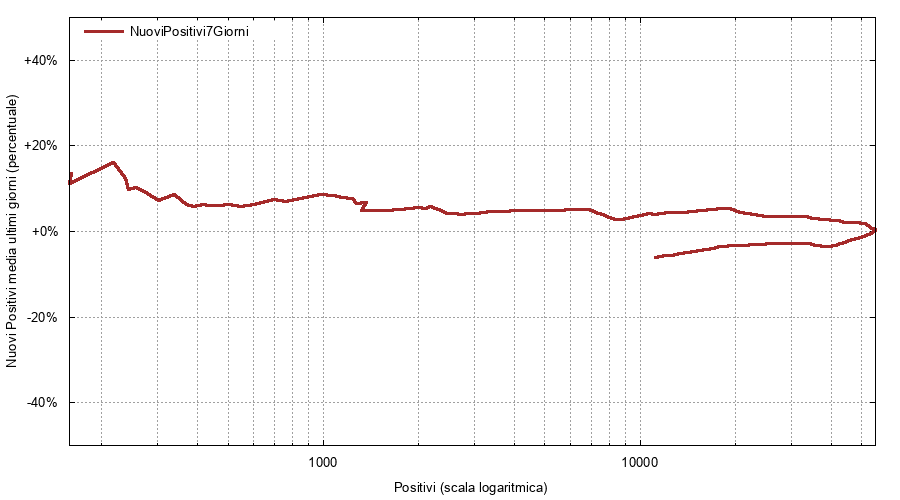 NuoviPositivi7Giorni
+40%
+20%
+0%
-20%
-40%
Nuovi Positivi media ultimi giorni (percentuale)
1000
10000
Positivi (scala logaritmica)